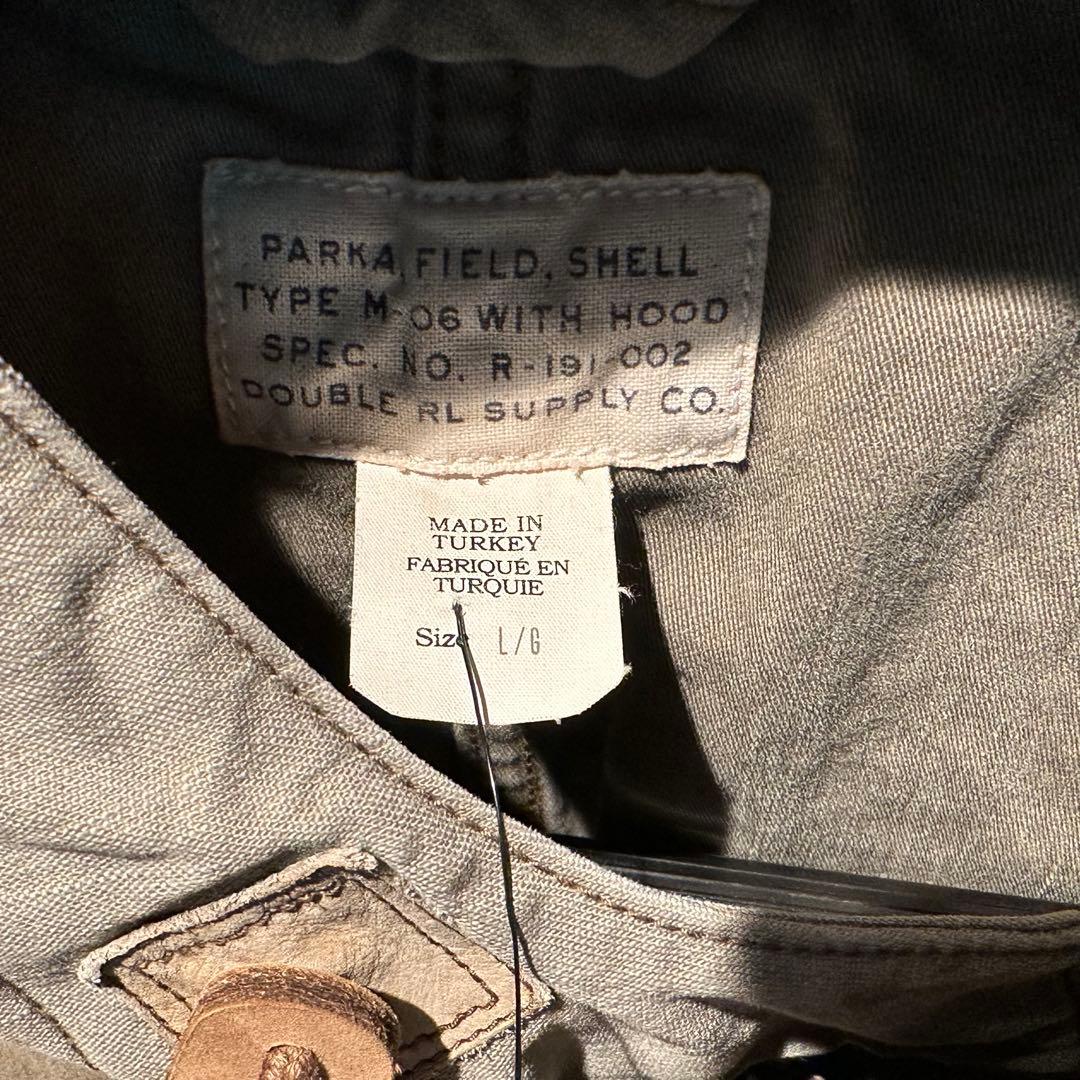 PARKA, FIELD, SHELL
TYPE M-06 WITH HOOD
SPEC. NO. R-191-002
DOUBLE RL SUPPLY CO.
MADE IN
TURKEY
FABRIQUÉ EN
TURQUIE
Size L/G